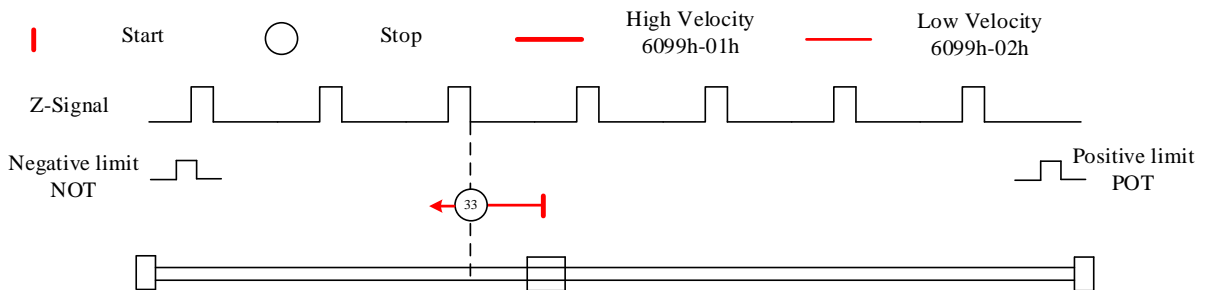 Start
Stop
High Velocity
6099h-01h
Low Velocity
6099h-02h
Z-Signal
Negative limit
NOT
Positive limit
POT
33